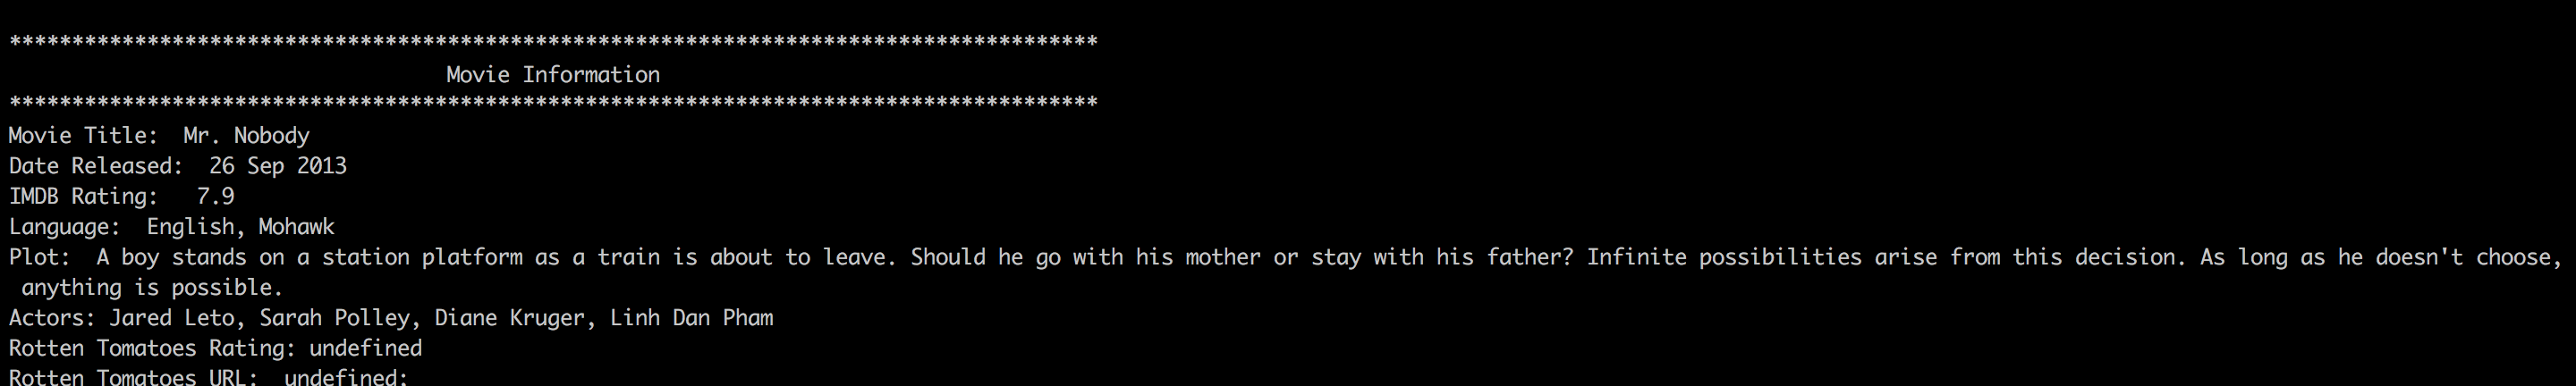 ***************************************************************************************
Movie Information
***************************************************************************************
Movie Title:  Mr. Nobody
Date Released:  26 Sep 2013
IMDB Rating:   7.9
Language:  English, Mohawk
Plot:  A boy stands on a station platform as a train is about to leave. Should he go with his mother or stay with his father? Infinite possibilities arise from this decision. As long as he doesn't choose,
anything is possible.
Actors: Jared Leto, Sarah Polley, Diane Kruger, Linh Dan Pham
Rotten Tomatoes Rating: undefined
Rotten Tomatoes URL:  undefined;